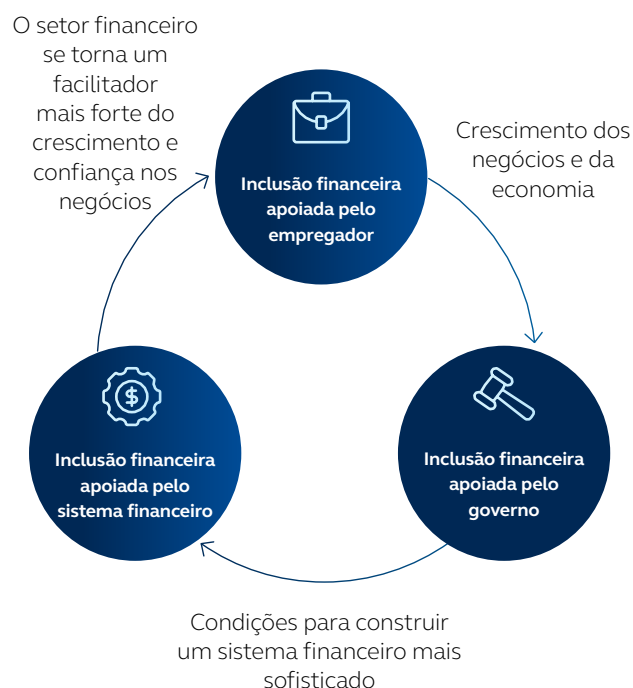 O setor financeiro
se torna um
facilitador
mais forte do
crescimento e
confiança nos
negócios
Inclusão financeira
apoiada pelo
empregador
Crescimento dos
negócios e da
economia
$
Inclusão financeira
apoiada pelo
sistema financeiro
Inclusão financeira
apoiada pelo
governo
Condições para construir
um sistema financeiro mais
sofisticado